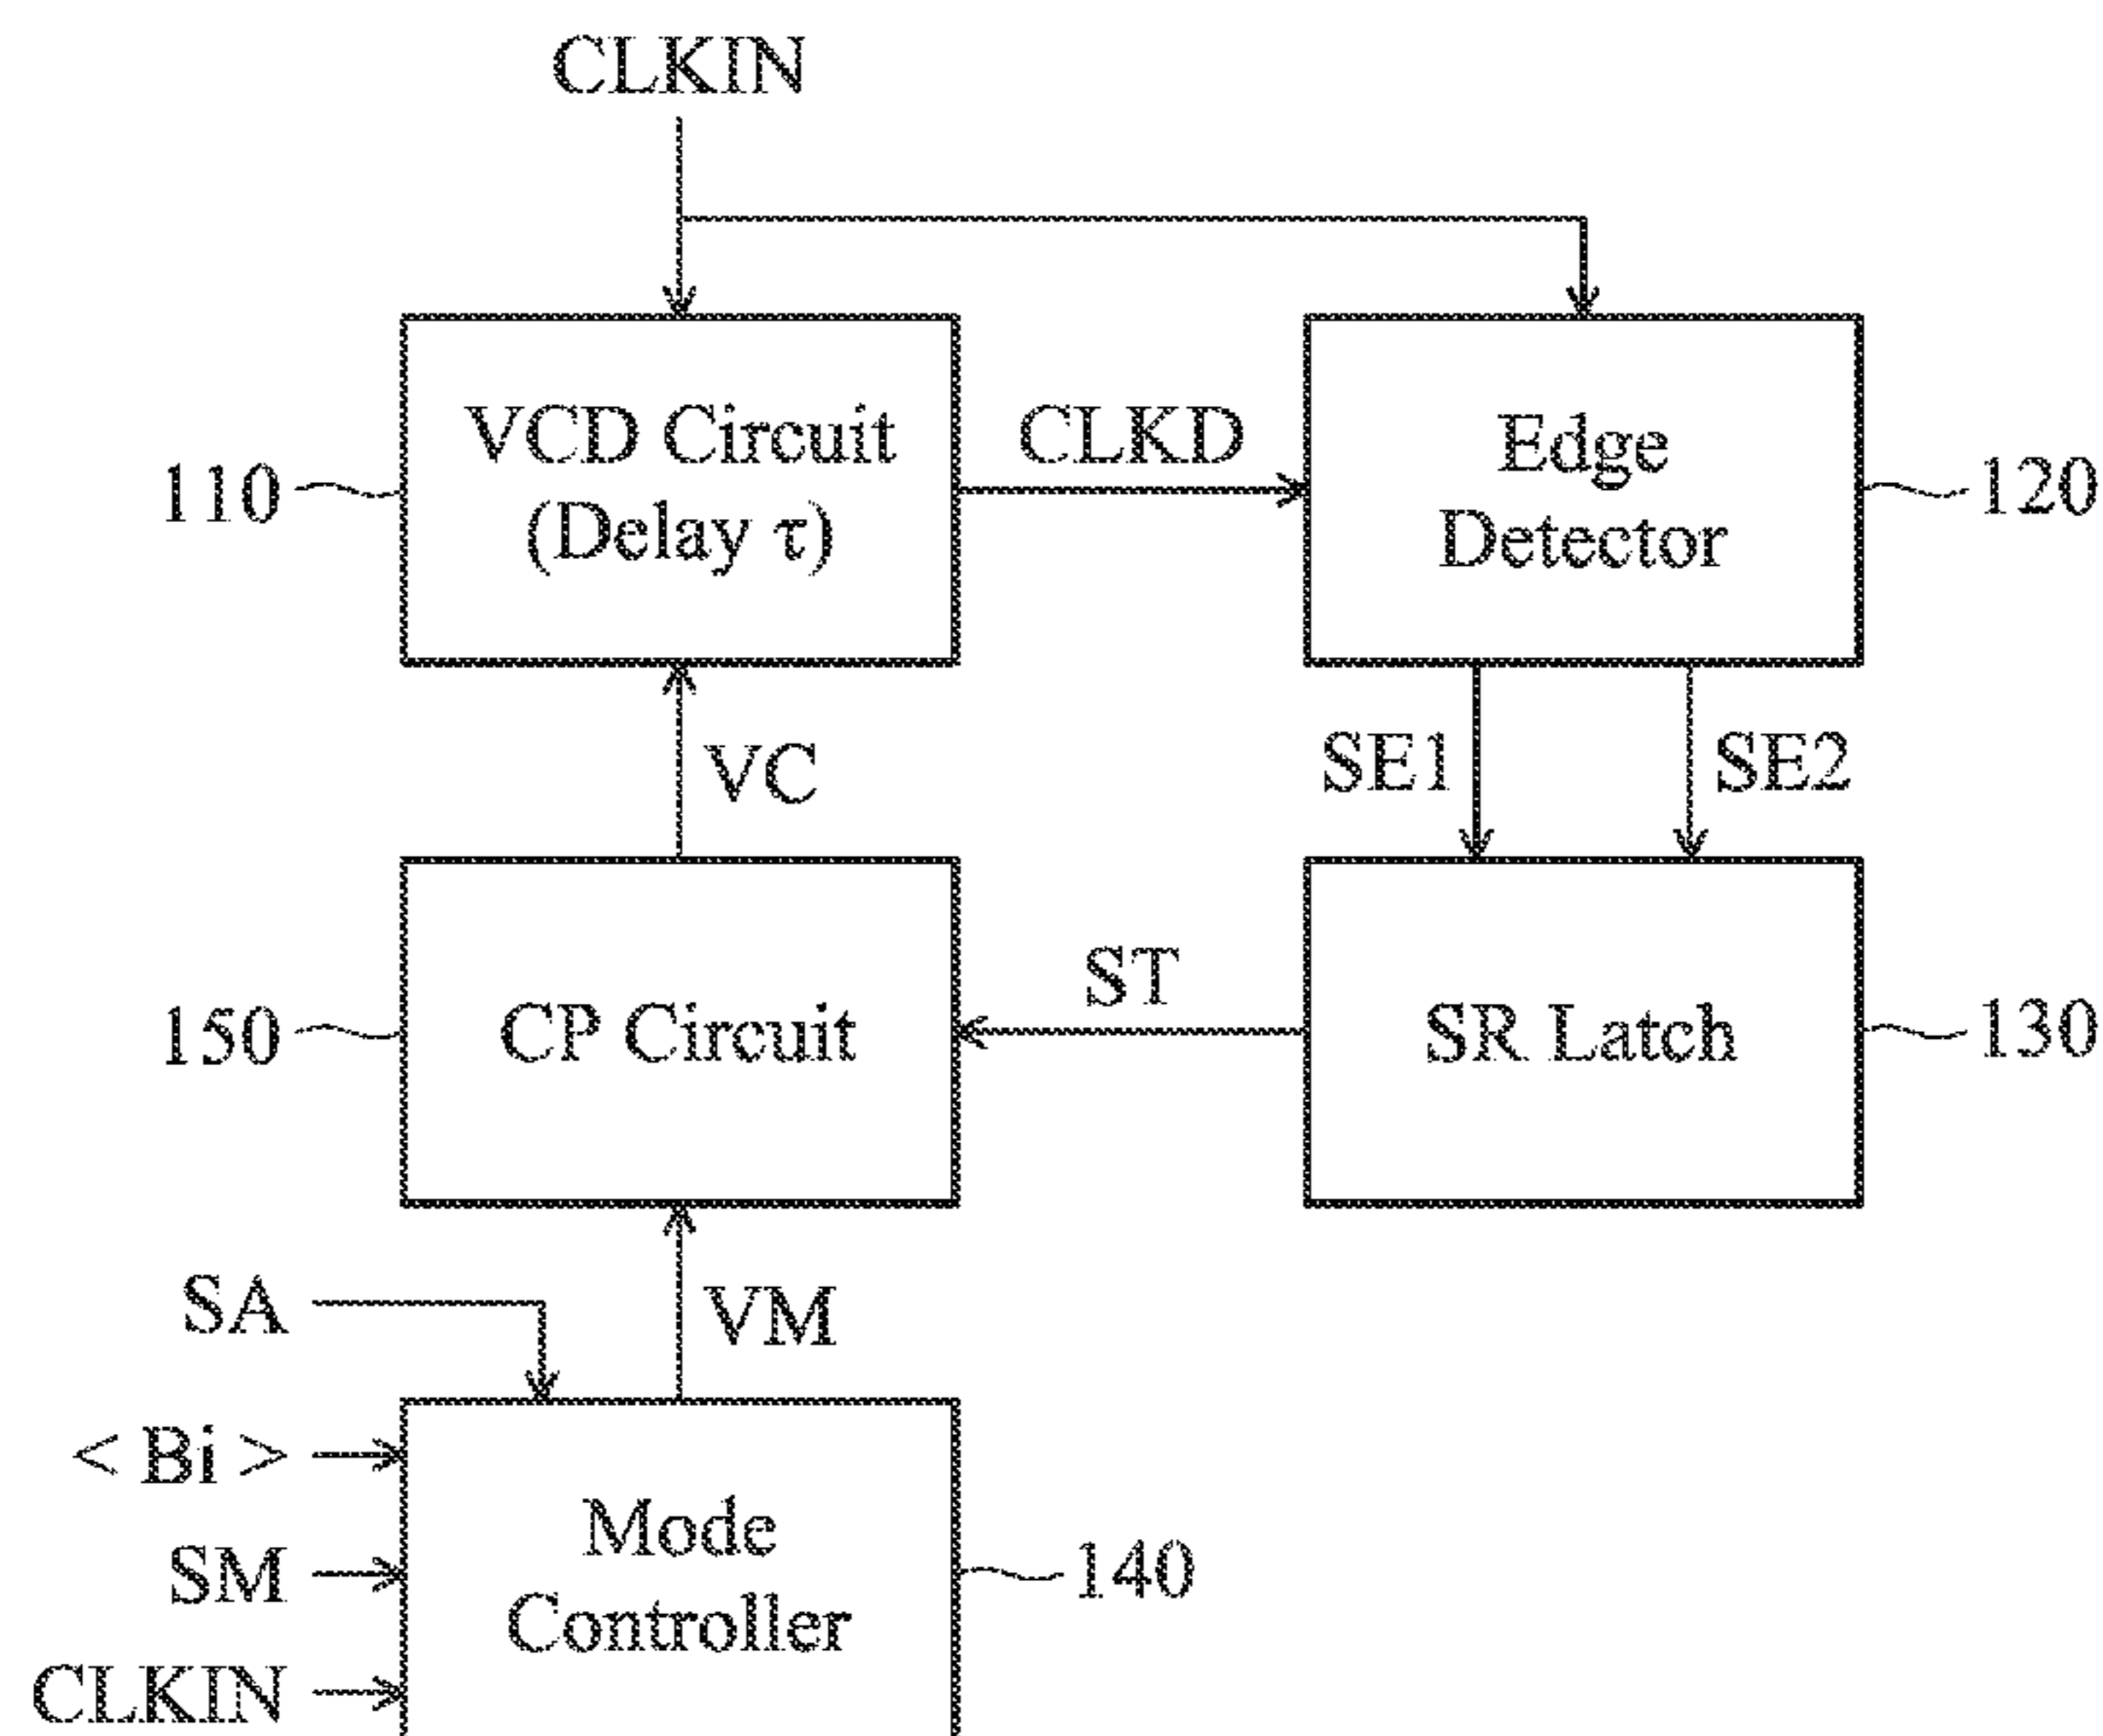 CLKIN
VCD Circuit
(Delay τ)
110
CLKD
Edge
Detector
120
VC
SE1
SE2
CP Circuit
150
ST
SR Latch
130
SA
VM
< Bi >
SM
CLKIN
Mode
Controller
140